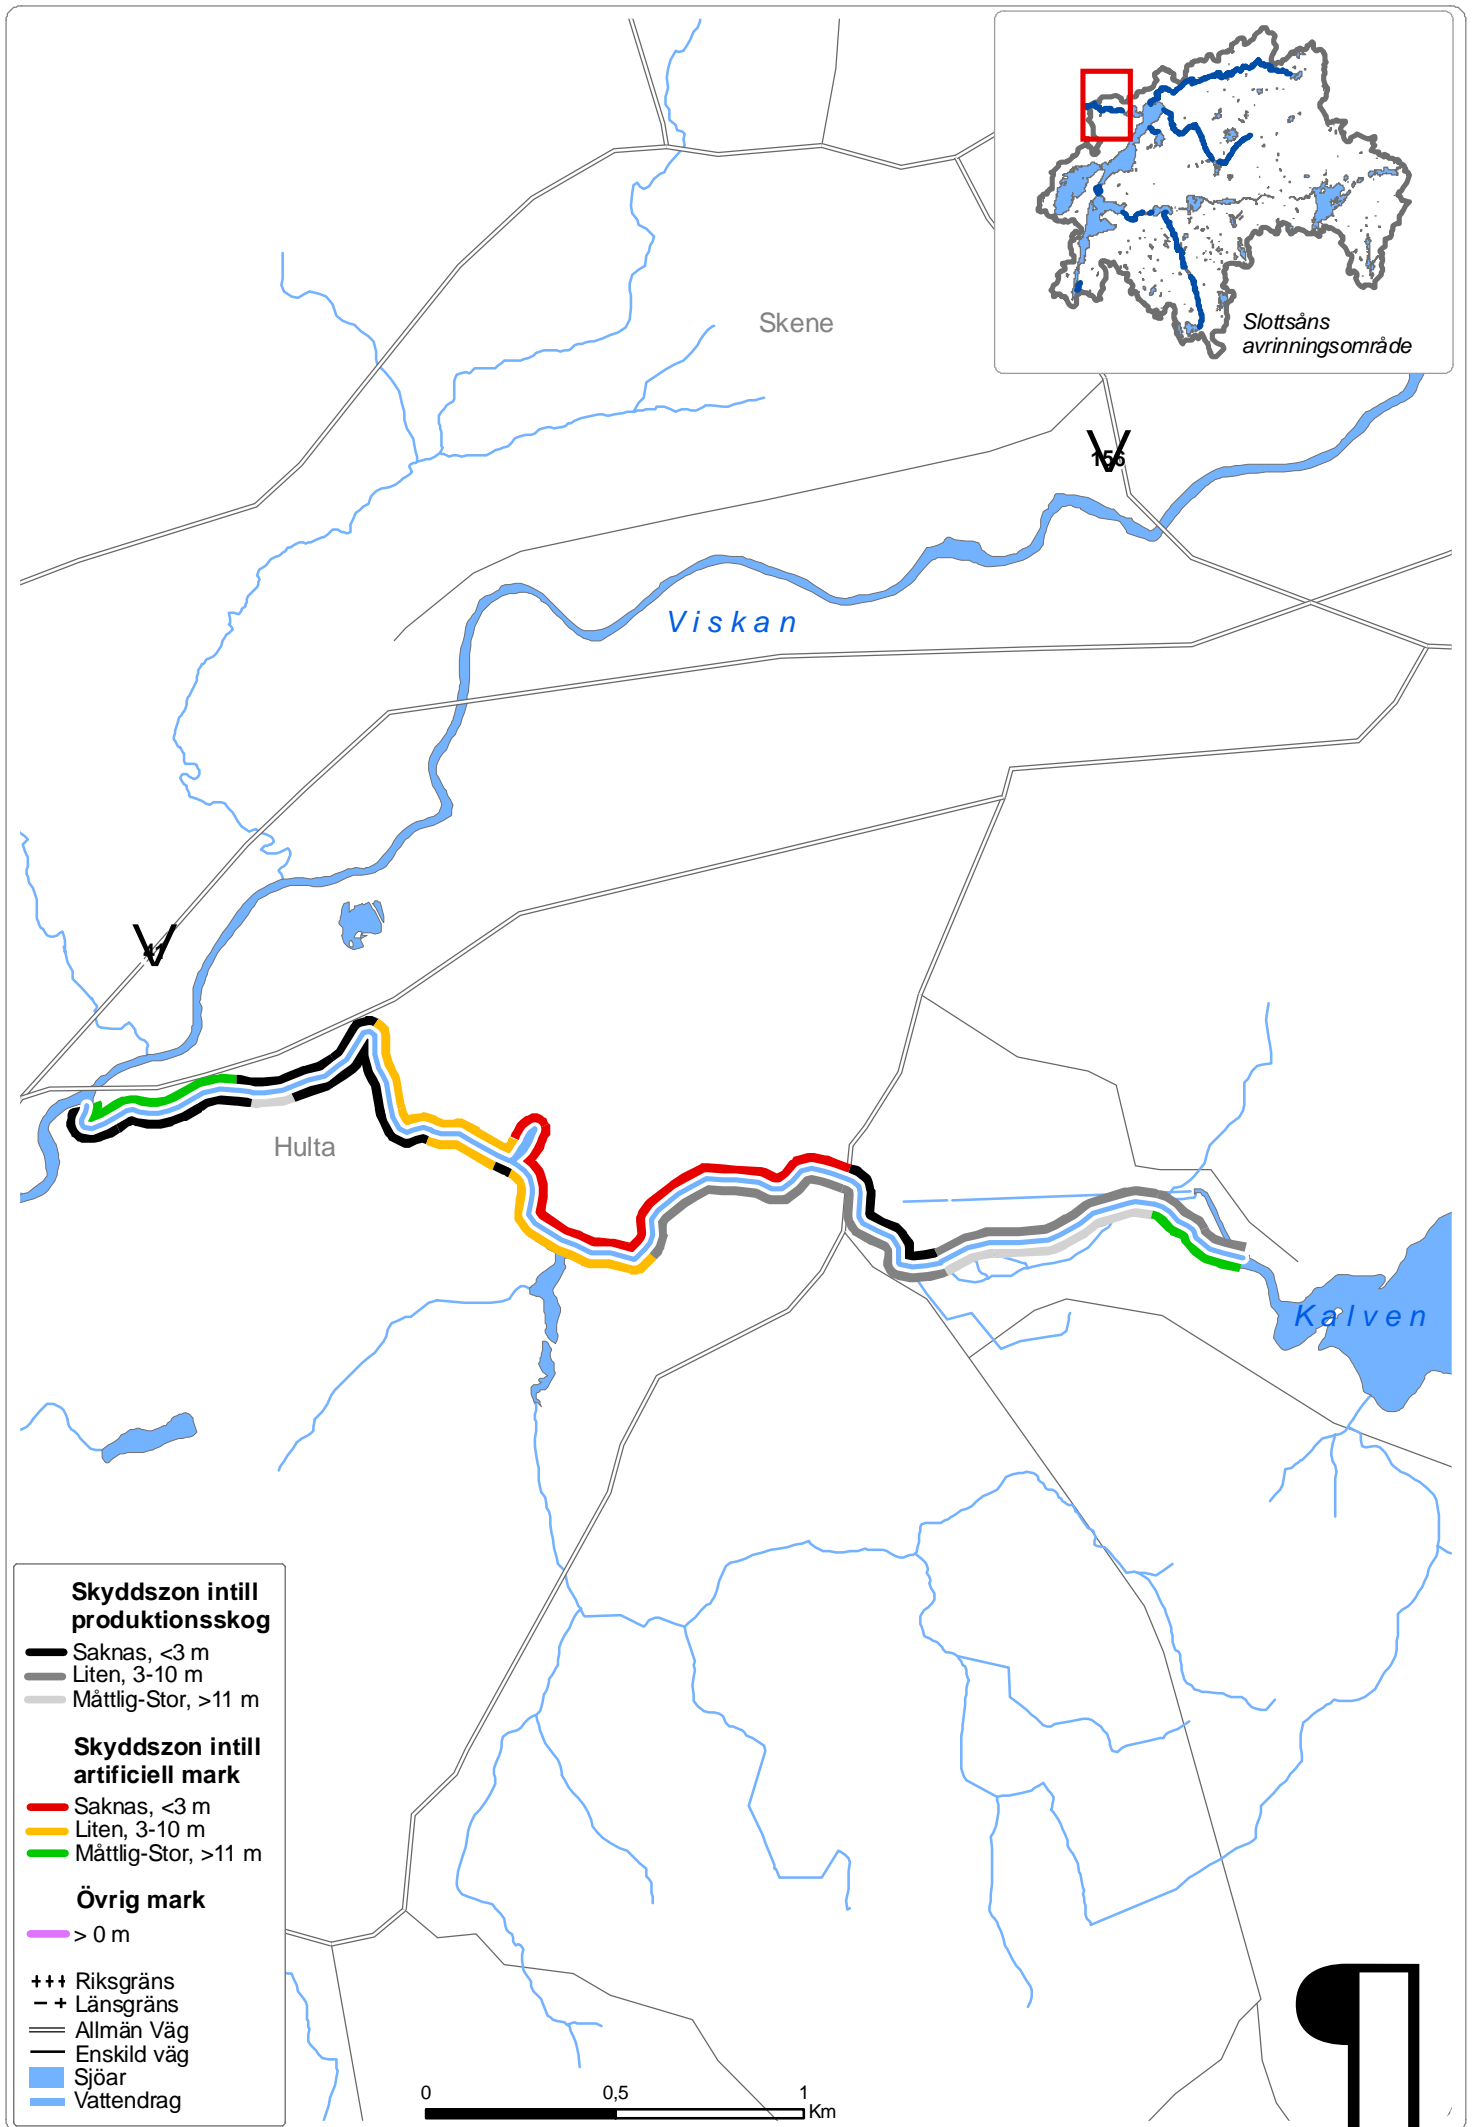 Skene
Slottsåns
avrinningsområde
156
Viskan
41
Hulta
Kalven
Skyddszon intill
produktionsskog
Saknas, <3 m
Liten, 3-10 m
Måttlig-Stor, >11 m
Skyddszon intill
artificiell mark
Saknas, <3 m
Liten, 3-10 m
Måttlig-Stor, >11 m
Övrig mark
> 0 m
Riksgräns
Länsgräns
Allmän Väg
Enskild väg
Sjöar
Vattendrag
0 0,5 1
Km